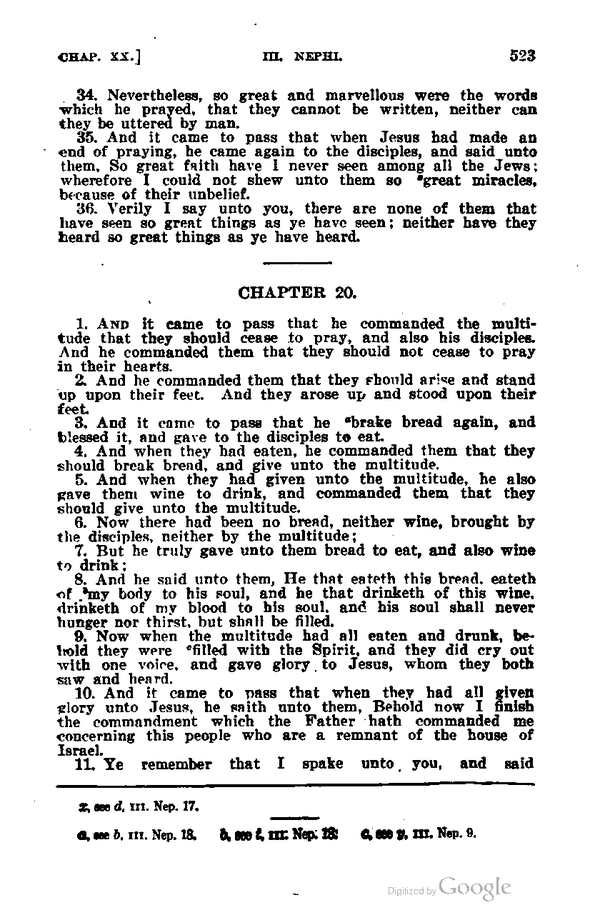 CHAP. XX.] III. NEPHI. 523
34. Nevertheless, so great and marvellous were the words
which he prayed, that they cannot be written, neither can
they be uttered by man.
35. And it came to pass that when Jesus had made an
end of praying, he came again to the disciples, and said unto
them, So great faith have I never seen among all the Jews;
wherefore I could not shew unto them so ᶻgreat miracles,
because of their unbelief.
36. Verily I say unto you, there are none of them that
have seen so great things as ye have seen; neither have they
heard so great things as ye have heard.
CHAPTER 20.
1. AND it came to pass that he commanded the multi-
tude that they should cease to pray, and also his disciples.
And he commanded them that they should not cease to pray
in their hearts.
2. And he commanded them that they should arise and stand
up upon their feet. And they arose up and stood upon their
feet.
3. And it came to pass that he ᵃbrake bread again, and
blessed it, and gave to the disciples to eat.
4. And when they had eaten, he commanded them that they
should break bread, and give unto the multitude.
5. And when they had given unto the multitude, he also
gave them wine to drink, and commanded them that they
should give unto the multitude.
6. Now there had been no bread, neither wine, brought by
the disciples, neither by the multitude;
7. But he truly gave unto them bread to eat, and also wine
to drink;
8. And he said unto them, He that eateth this bread, eateth
of ᵇmy body to his soul, and he that drinketh of this wine,
drinketh of my blood to his soul, and his soul shall never
hunger nor thirst, but shall be filled.
9. Now when the multitude had all eaten and drunk, be-
hold they were ᶜfilled with the Spirit, and they did cry out
with one voice, and gave glory to Jesus, whom they both
saw and heard.
10. And it came to pass that when they had all given
glory unto Jesus, he saith unto them, Behold now I finish
the commandment which the Father hath commanded me
concerning this people who are a remnant of the house of
Israel.
11. Ye remember that I spake unto you, and said
z, see d, III. Nep. 17.
a, see b, III. Nep. 18. b, see f, III. Nep. 18. c, see y, III. Nep. 9.
Digitized by Google